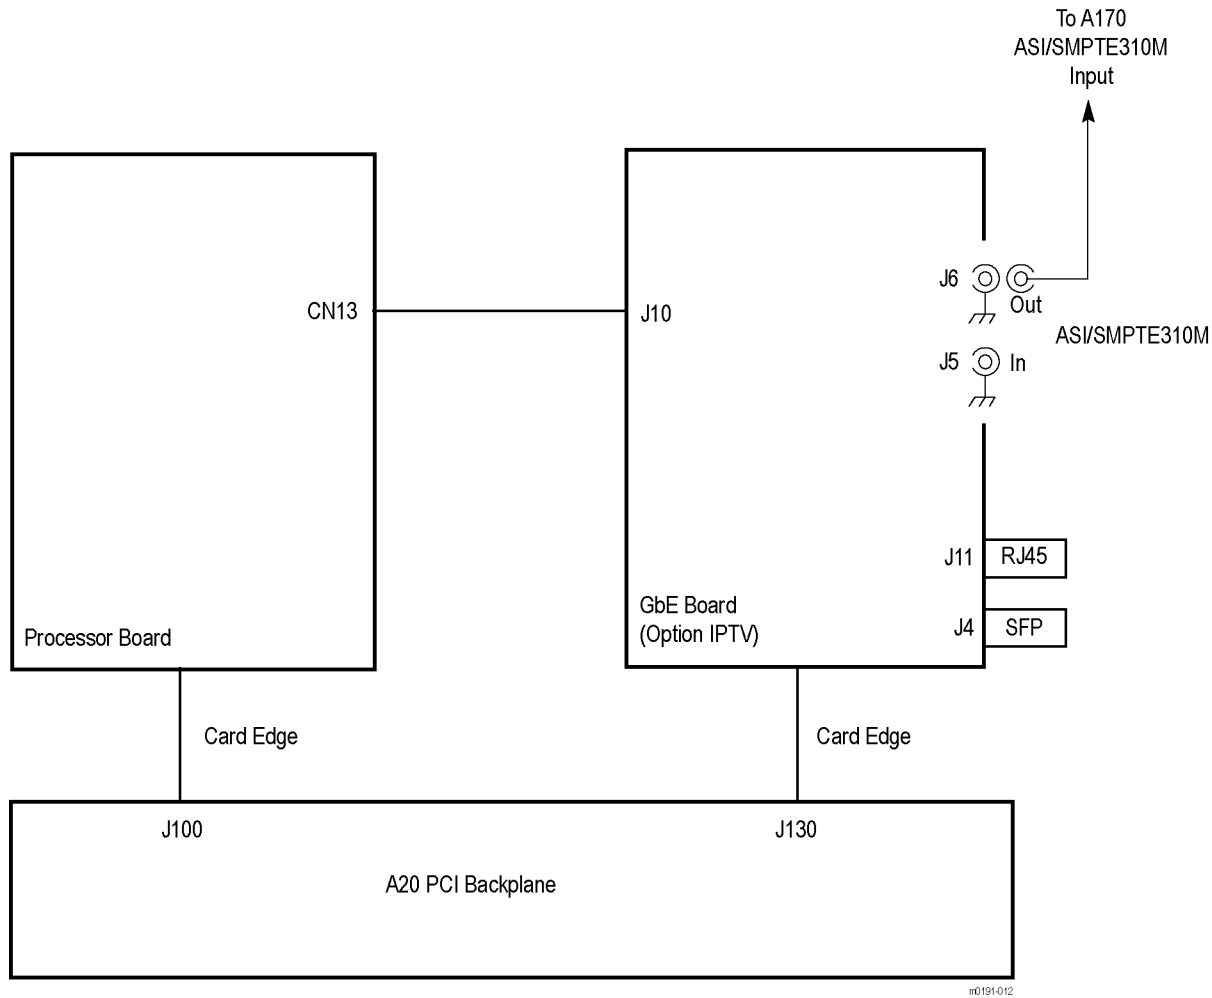 To A170
ASI/SMPTE310M
Input
CN13
J10
J6
Out
ASI/SMPTE310M
J5
In
J11
RJ45
GbE Board
(Option IPTV)
J4
SFP
Processor Board
Card Edge
Card Edge
J100
J130
A20 PCI Backplane
m0191-012